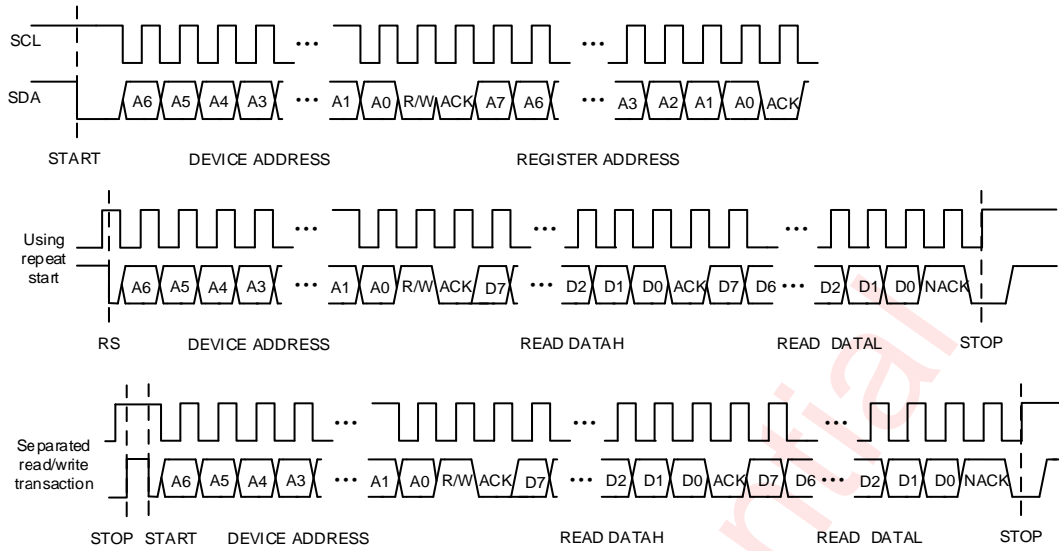 SCL
SDA A6 A5 A4 A3 ••• A1 A0 R/W ACK A7 A6 ••• A3 A2 A1 A0 ACK
START DEVICE ADDRESS REGISTER ADDRESS
Using
repeat
start
A6 A5 A4 A3 ••• A1 A0 R/W ACK D7 ••• D2 D1 D0 ACK D7 D6 ••• D2 D1 D0 NACK
RS DEVICE ADDRESS READ DATAH READ DATAL STOP
Separated
read/write
transaction
A6 A5 A4 A3 ••• A1 A0 R/W ACK D7 ••• D2 D1 D0 ACK D7 D6 ••• D2 D1 D0 NACK
STOP START DEVICE ADDRESS READ DATAH READ DATAL STOP
ntial